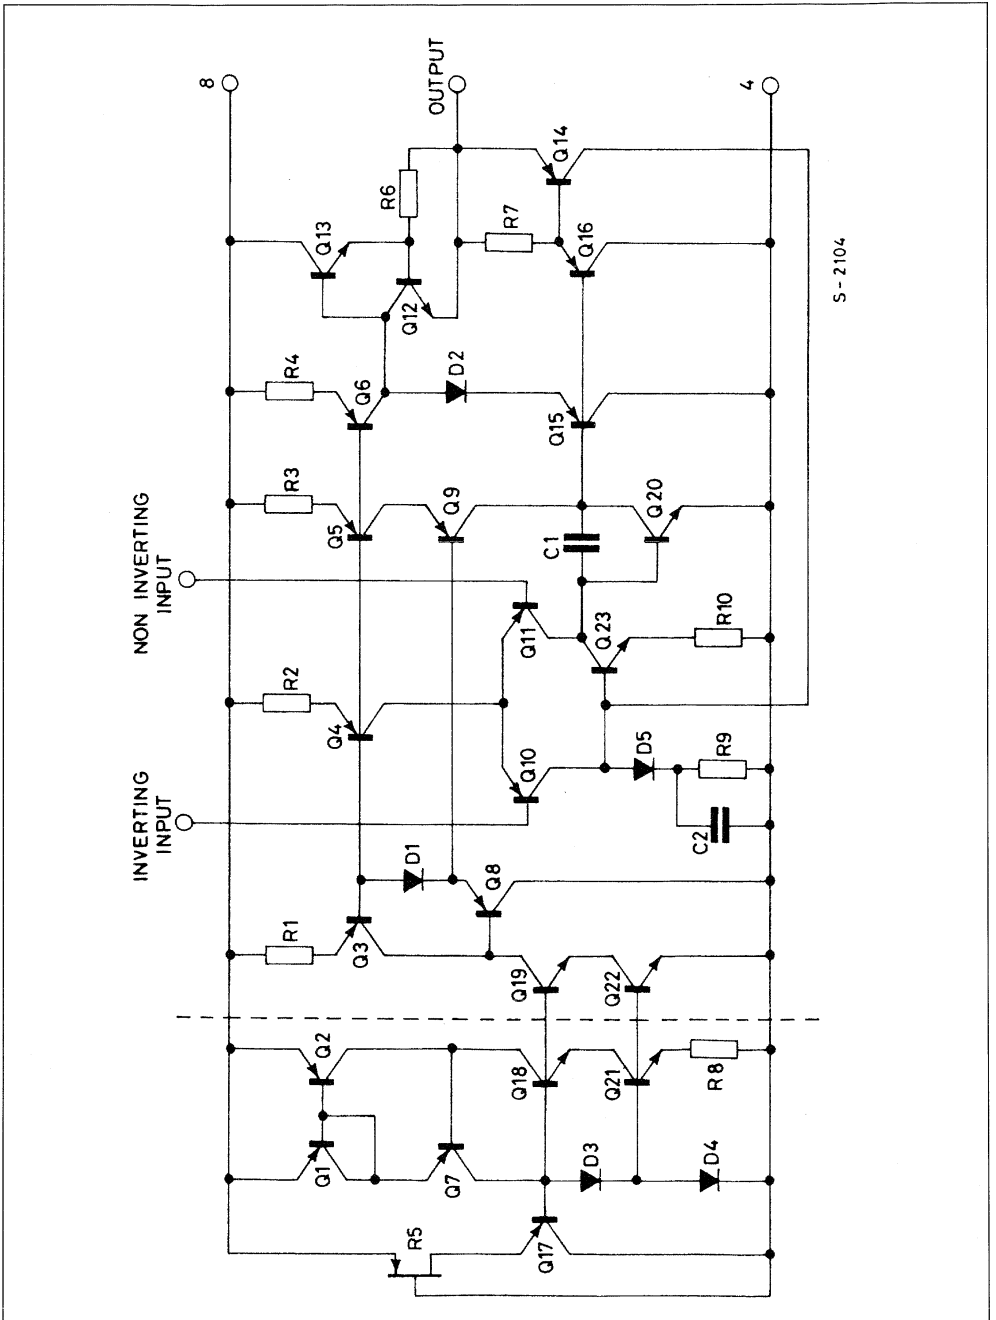 8
OUTPUT
4
Q13
R6
Q12
R7
Q14
Q16
S-2104
R4
Q6
D2
Q15
NON INVERTING
INPUT
R3
Q5
Q9
C1
Q20
R2
Q4
Q11
Q23
R10
INVERTING
INPUT
Q10
D5
R9
C2
R1
Q3
D1
Q8
Q19
Q22
Q2
Q1
Q7
Q18
Q21
R8
D3
D4
R5
Q17